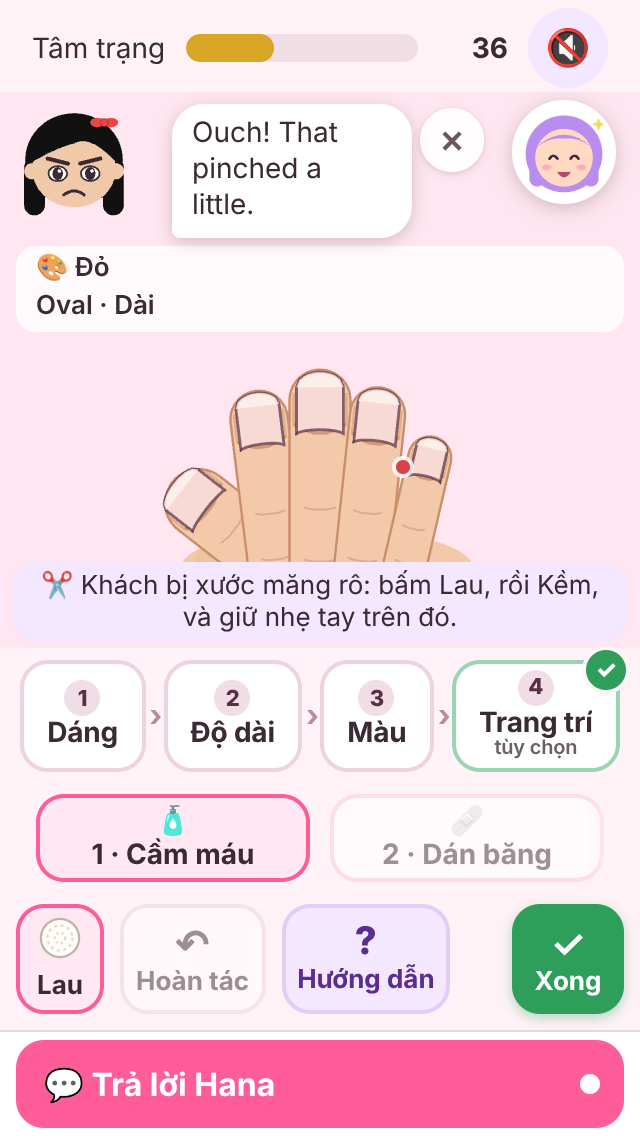 Tâm trạng
36
Ouch! That
pinched a
little.
Đỏ
Oval · Dài
Khách bị xước măng rô: bấm Lau, rồi Kềm,
và giữ nhẹ tay trên đó.
1
Dáng
2
Độ dài
3
Màu
4
Trang trí
tùy chọn
1 · Cầm máu
2 · Dán băng
Lau
Hoàn tác
?
Hướng dẫn
Xong
Trả lời Hana